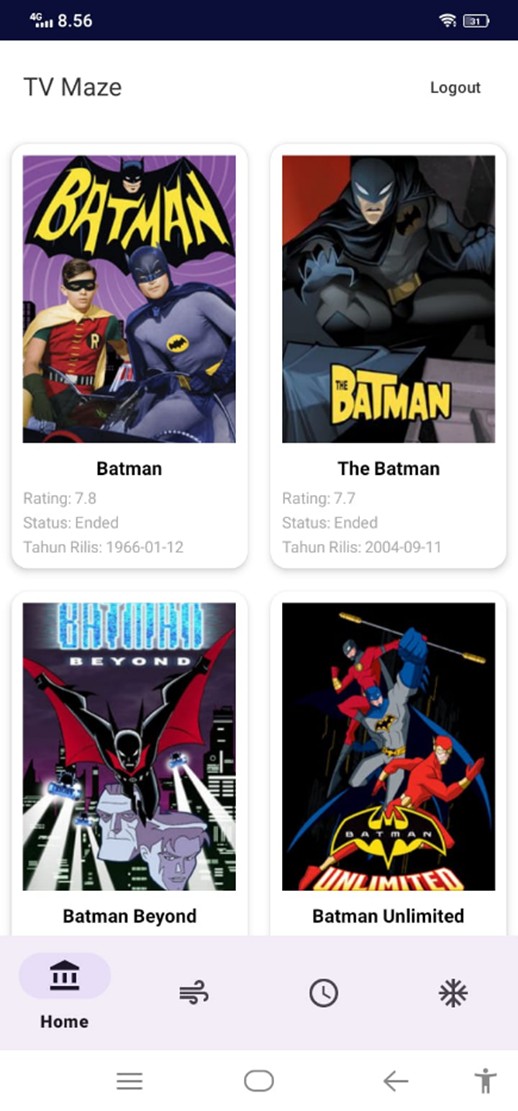 4G 8.56 31
TV Maze
Logout
BATMAN
R
THE
BATMAN
Batman
The Batman
Rating: 7.8
Rating: 7.7
Status: Ended
Status: Ended
Tahun Rilis: 1966-01-12
Tahun Rilis: 2004-09-11
BATMAN
BEYOND
BATMAN
UNLIMITED
Batman Beyond
Batman Unlimited
Home